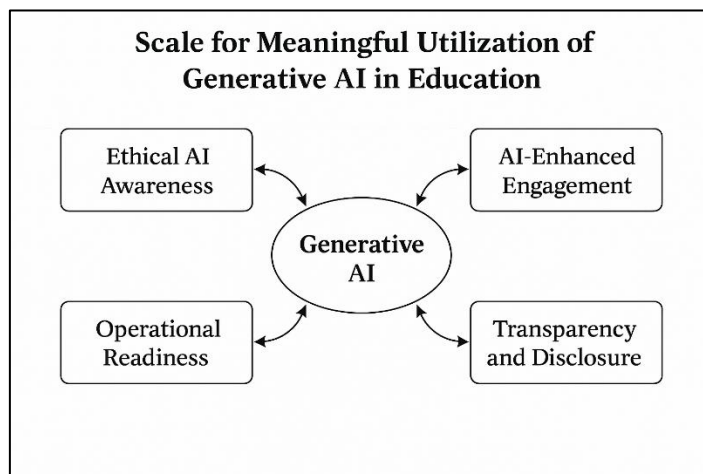 Scale for Meaningful Utilization of
Generative AI in Education
Ethical AI
Awareness
AI-Enhanced
Engagement
Generative
AI
Operational
Readiness
Transparency
and Disclosure